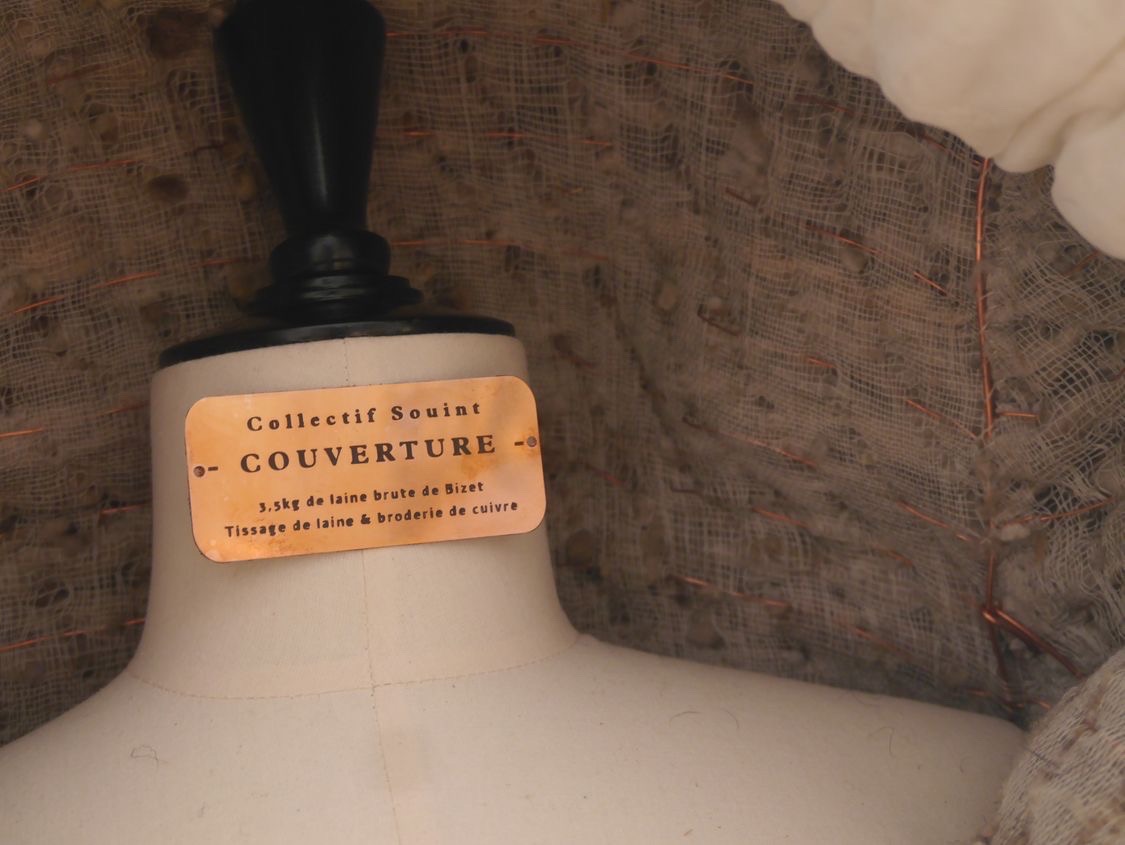 Collectif Souint
- COUVERTURE -
3,5kg de laine brute de Bizet
Tissage de laine & broderie de cuivre